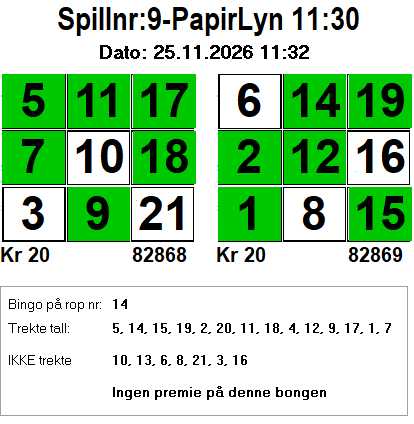 Spillnr:9-PapirLyn 11:30
Dato: 25.11.2026 11:32
5 11 17 6 14 19
7 10 18 2 12 16
3 9 21 1 8 15
Kr 20 82868 Kr 20 82869
Bingo på rop nr: 14
Trekte tall: 5, 14, 15, 19, 2, 20, 11, 18, 4, 12, 9, 17, 1, 7
IKKE trekte 10, 13, 6, 8, 21, 3, 16
Ingen premie på denne bongen